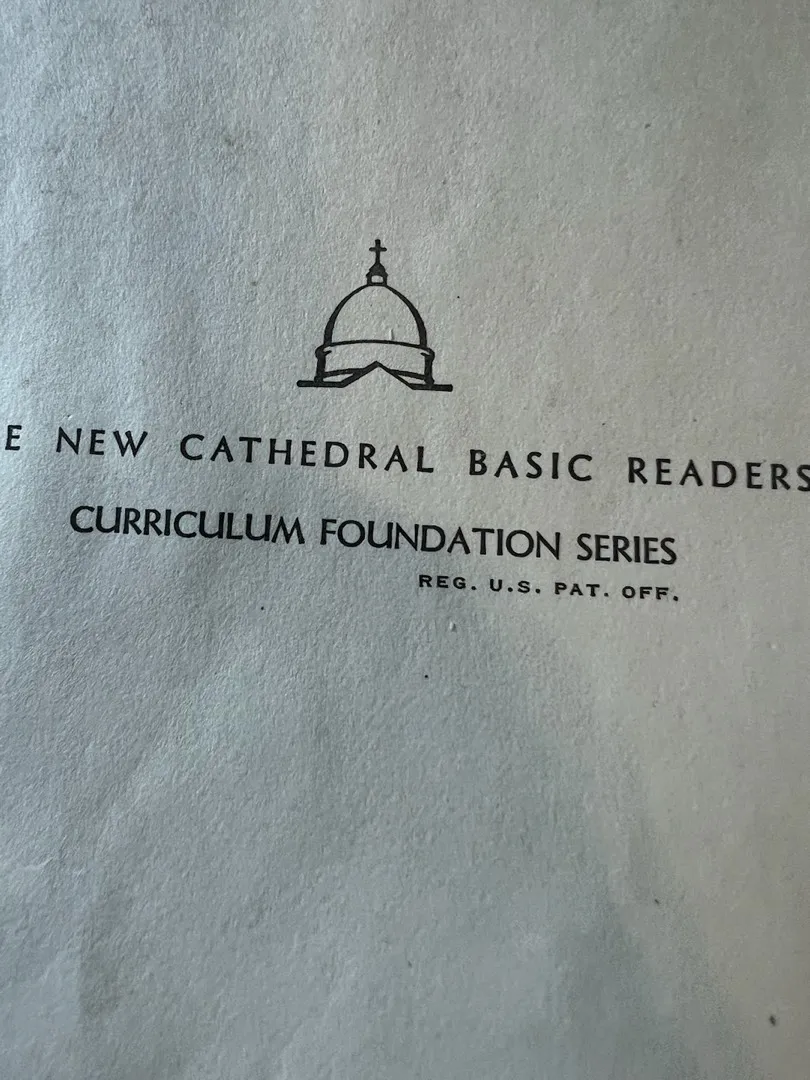 E NEW CATHEDRAL BASIC READERS
CURRICULUM FOUNDATION SERIES
REG. U.S. PAT. OFF.